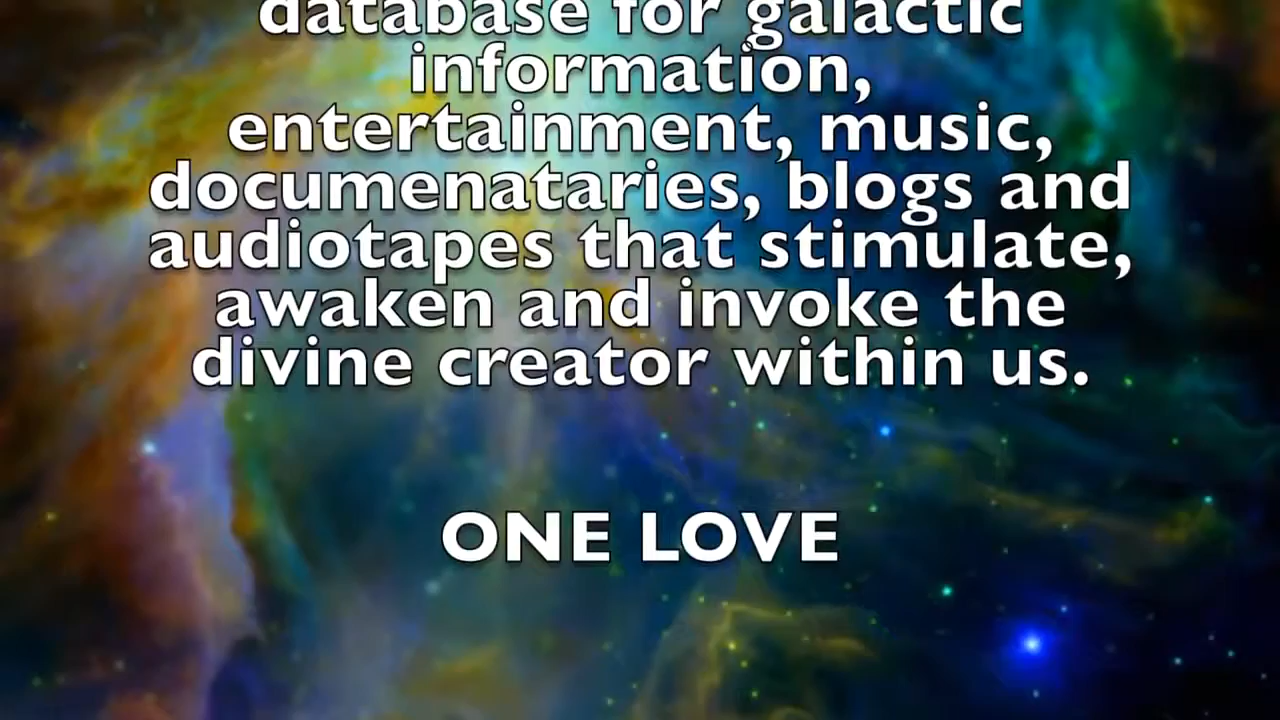 database for galactic
information,
entertainment, music,
documenataries, blogs and
audiotapes that stimulate,
awaken and invoke the
divine creator within us.
ONE LOVE